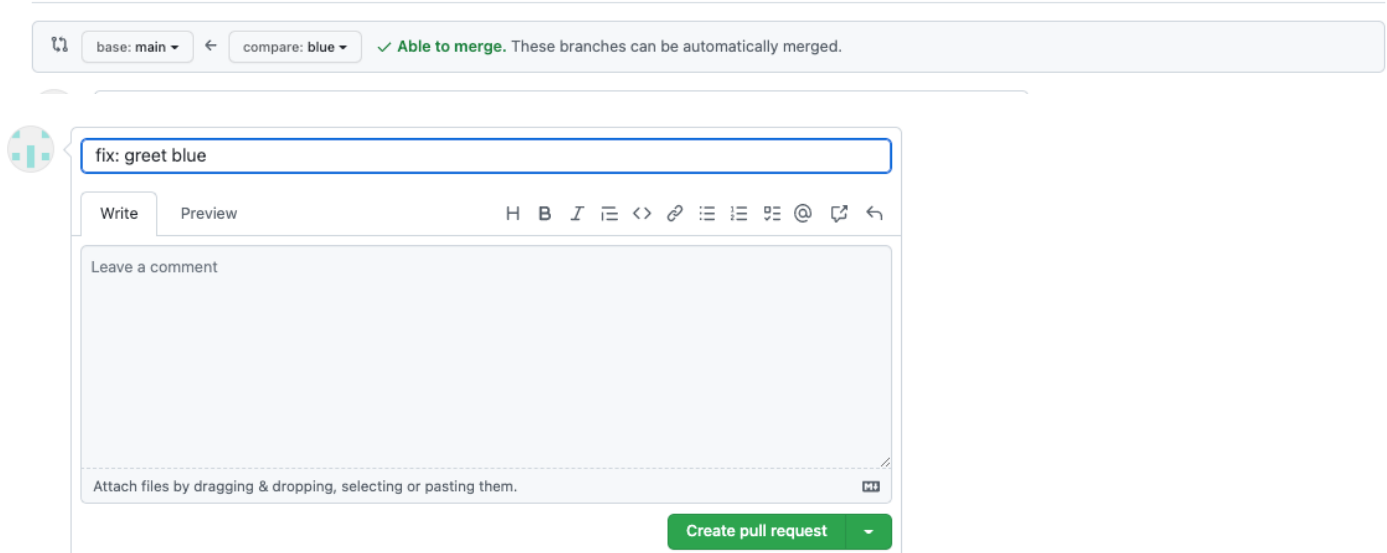 base: main ← compare: blue ✓ Able to merge. These branches can be automatically merged.
fix: greet blue
Write Preview H B I <> @
Leave a comment
Attach files by dragging & dropping, selecting or pasting them.
Create pull request